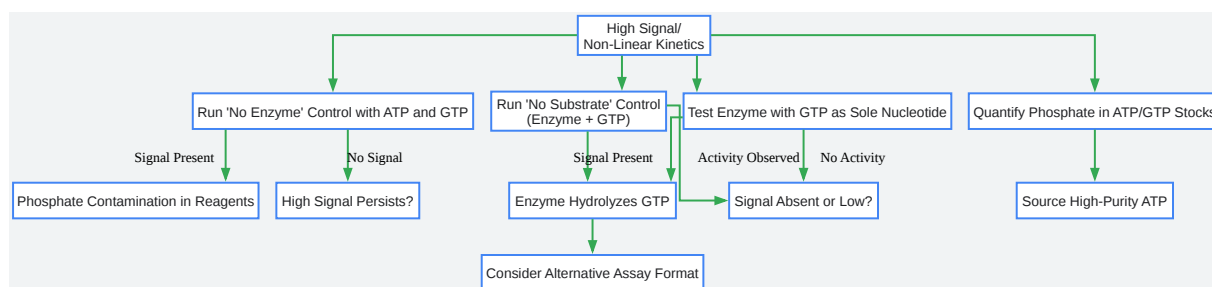 High Signal/
Non-Linear Kinetics
Run 'No Enzyme' Control with ATP and GTP
Run 'No Substrate' Control
(Enzyme + GTP)
Test Enzyme with GTP as Sole Nucleotide
Quantify Phosphate in ATP/GTP Stocks
Signal Present
No Signal
Signal Present
Activity Observed
No Activity
Phosphate Contamination in Reagents
High Signal Persists?
Enzyme Hydrolyzes GTP
Signal Absent or Low?
Source High-Purity ATP
Consider Alternative Assay Format